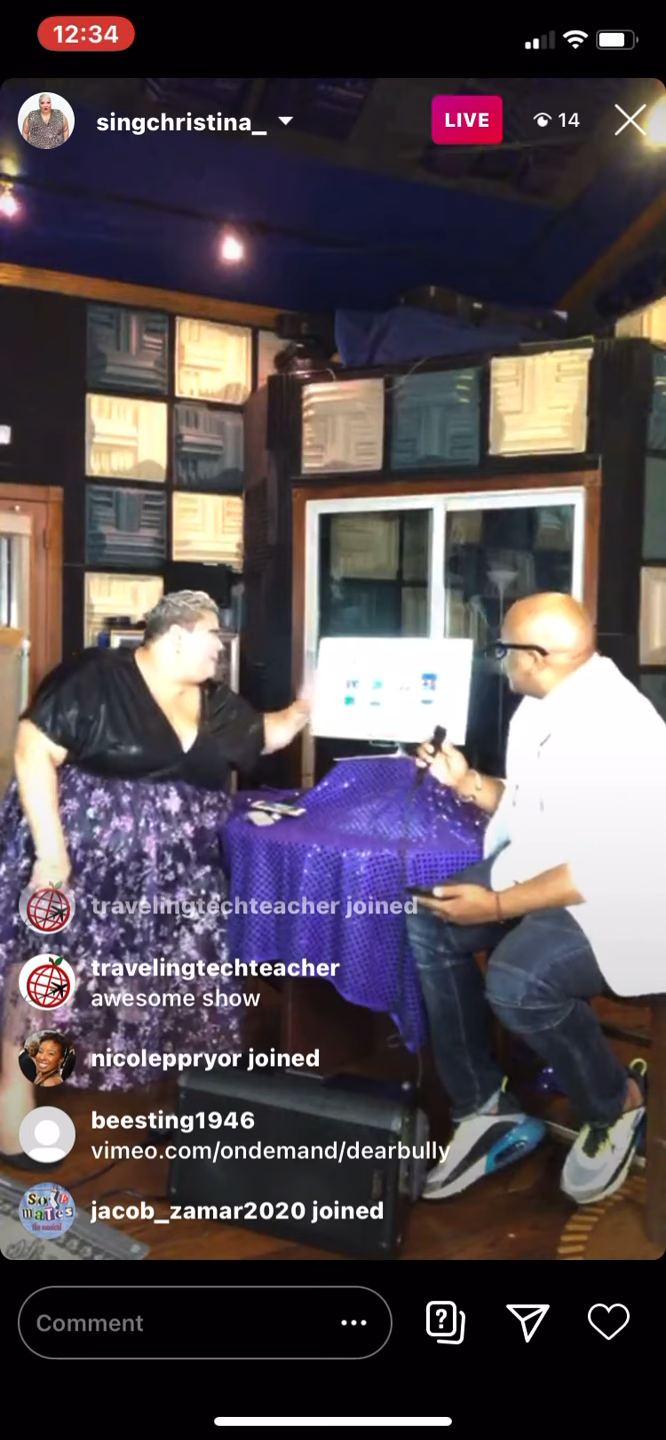 12:34
singchristina_
LIVE
14
travelingtechteacher joined
travelingtechteacher
awesome show
nicoleppryor joined
beesting1946
vimeo.com/ondemand/dearbully
jacob_zamar2020 joined
Comment